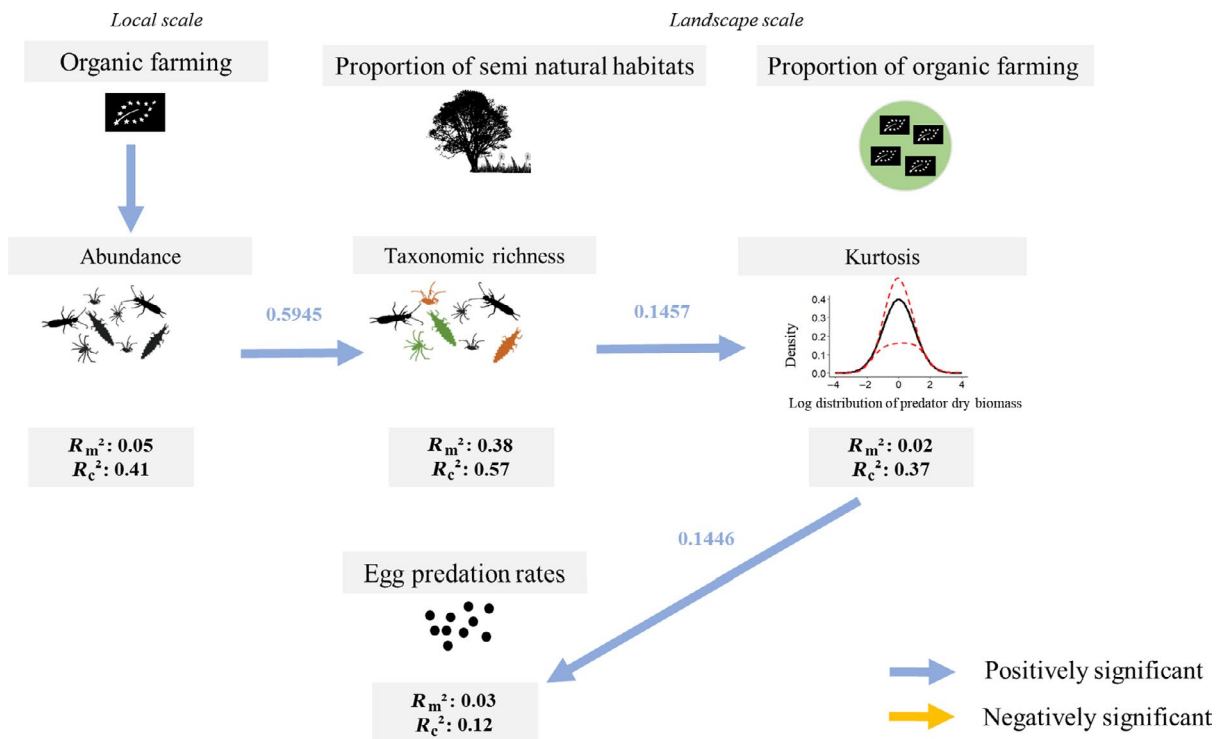 Local scale
Landscape scale
Organic farming
Proportion of semi natural habitats
Proportion of organic farming
Abundance
Taxonomic richness
Kurtosis
0.5945
0.1457
0.4
0.3
0.2
0.1
0.0
Density
−4 −2 0 2 4
Log distribution of predator dry biomass
Rm²: 0.05
Rc²: 0.41
Rm²: 0.38
Rc²: 0.57
Rm²: 0.02
Rc²: 0.37
0.1446
Egg predation rates
Rm²: 0.03
Rc²: 0.12
Positively significant
Negatively significant